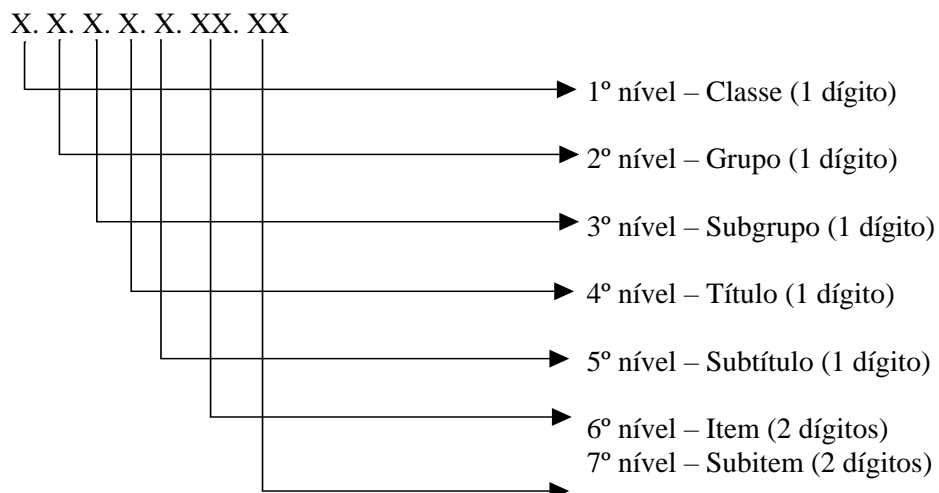 X. X. X. X. X. XX. XX
1º nível – Classe (1 dígito)
2º nível – Grupo (1 dígito)
3º nível – Subgrupo (1 dígito)
4º nível – Título (1 dígito)
5º nível – Subtítulo (1 dígito)
6º nível – Item (2 dígitos)
7º nível – Subitem (2 dígitos)